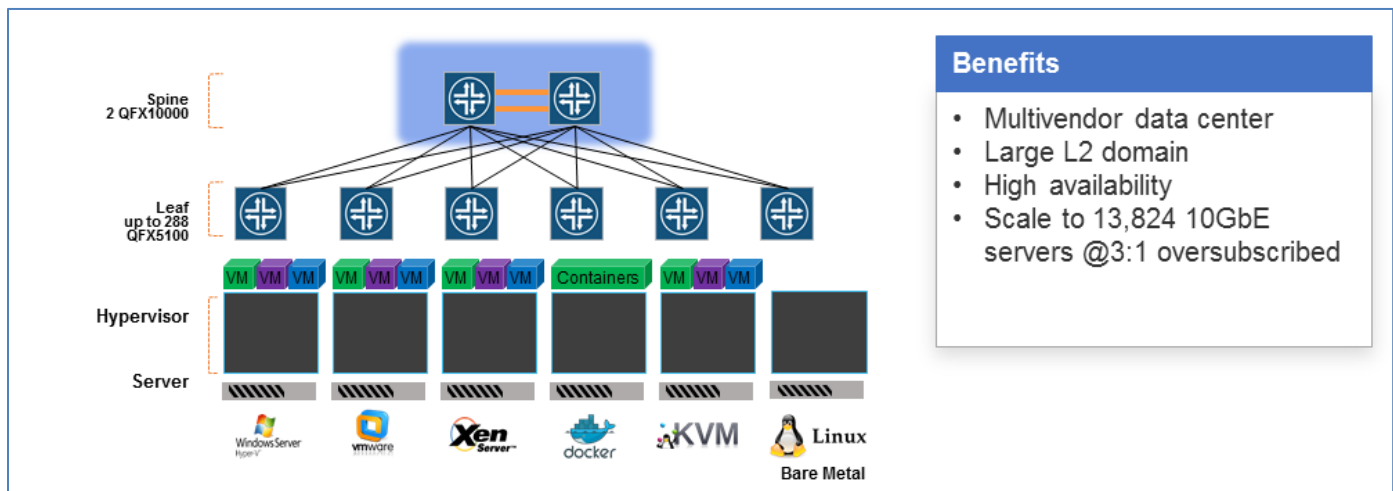 Spine
2 QFX10000
Leaf
up to 288
QFX5100
VM VM VM VM VM VM VM VM VM Containers VM VM VM
Hypervisor
Server
Windows Server
Hyper-V
vmware
Xen
Server™
docker
KVM
Linux
Bare Metal
Benefits
• Multivendor data center
• Large L2 domain
• High availability
• Scale to 13,824 10GbE
servers @3:1 oversubscribed